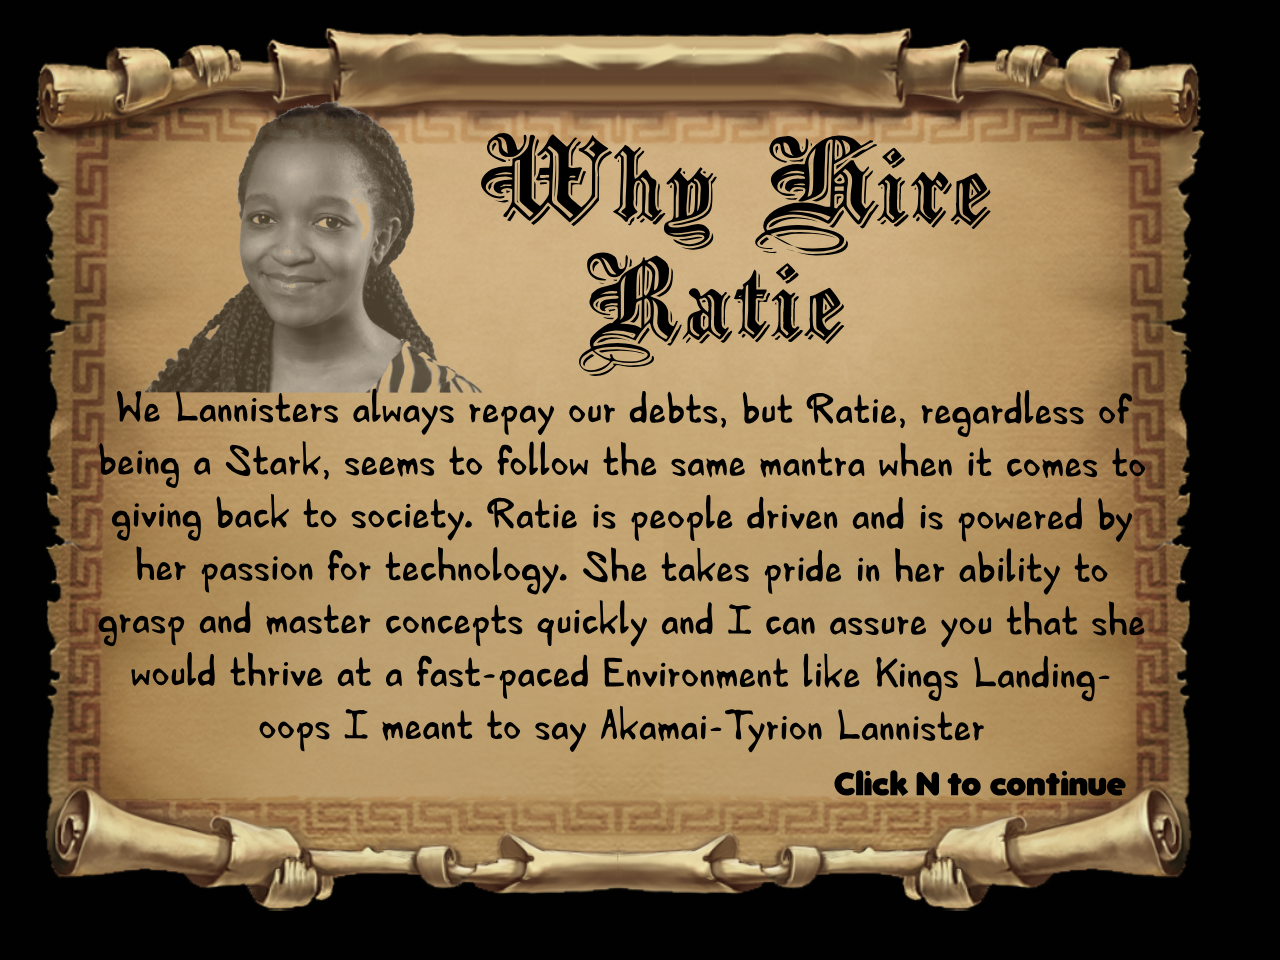 Why Hire
Ratie
We Lannisters always repay our debts, but Ratie, regardless of
being a Stark, seems to follow the same mantra when it comes to
giving back to society. Ratie is people driven and is powered by
her passion for technology. She takes pride in her ability to
grasp and master concepts quickly and I can assure you that she
would thrive at a fast-paced Environment like Kings Landing-
oops I meant to say Akamai-Tyrion Lannister
Click N to continue